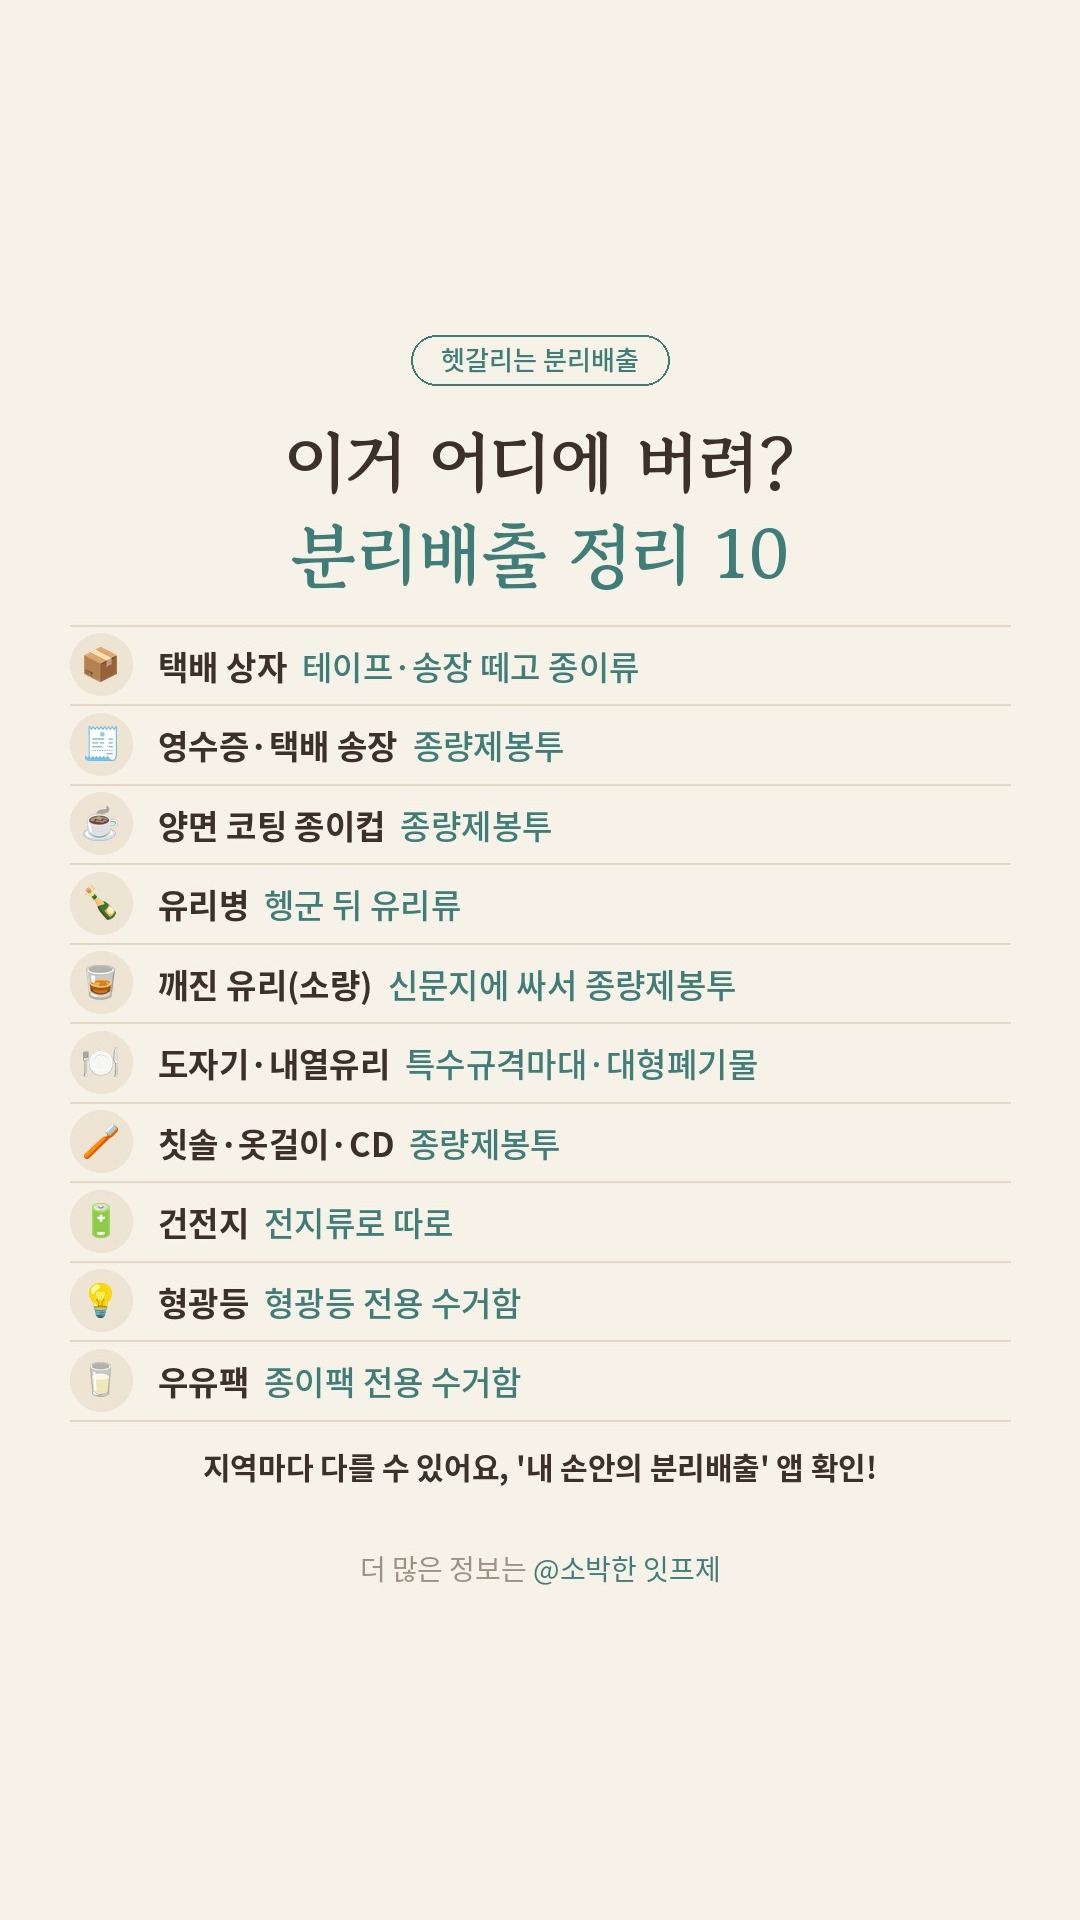 헷갈리는 분리배출
이거 어디에 버려?
분리배출 정리 10
택배 상자 테이프·송장 떼고 종이류
영수증·택배 송장 종량제봉투
양면 코팅 종이컵 종량제봉투
유리병 헹군 뒤 유리류
깨진 유리(소량) 신문지에 싸서 종량제봉투
도자기·내열유리 특수규격마대·대형폐기물
칫솔·옷걸이·CD 종량제봉투
건전지 전지류로 따로
형광등 형광등 전용 수거함
우유팩 종이팩 전용 수거함
지역마다 다를 수 있어요, '내 손안의 분리배출' 앱 확인!
더 많은 정보는 @소박한 잇프제